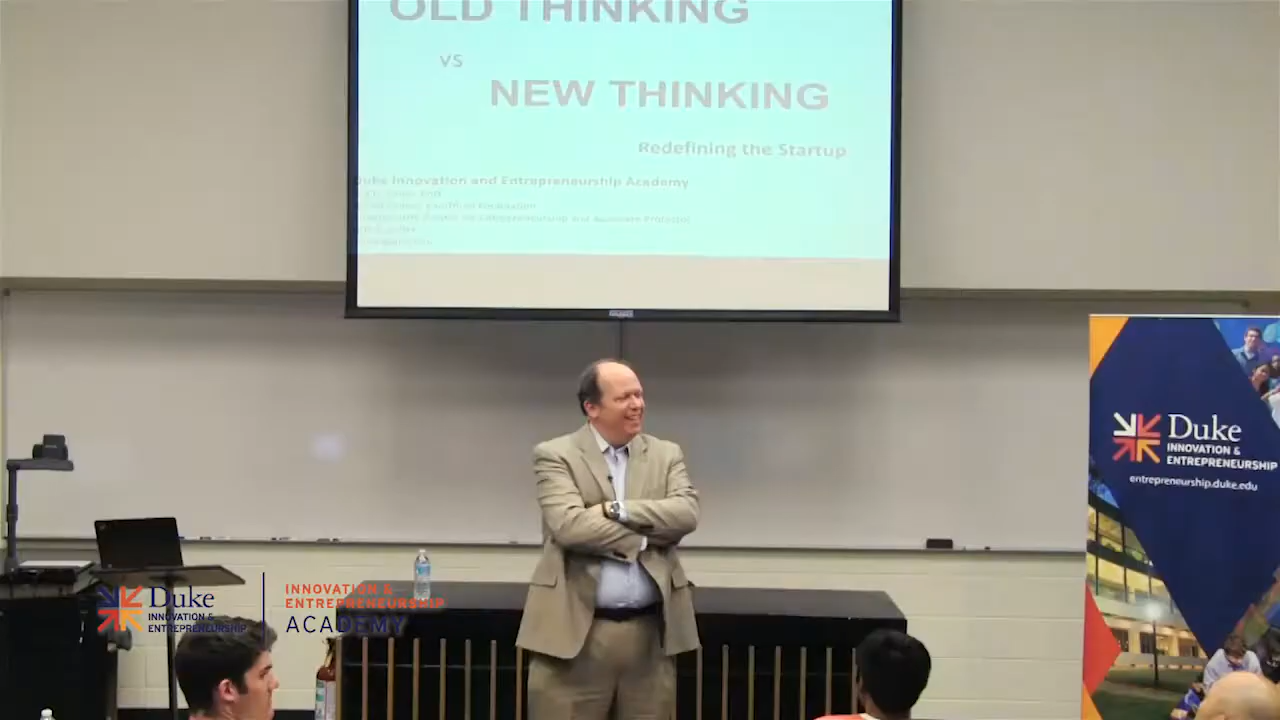 OLD THINKING
vs
NEW THINKING
Redefining the Startup
Duke Innovation and Entrepreneurship Academy
Duke
INNOVATION &
ENTREPRENEURSHIP
entrepreneurship.duke.edu
Duke
INNOVATION &
ENTREPRENEURSHIP
INNOVATION &
ENTREPRENEURSHIP
ACADEMY